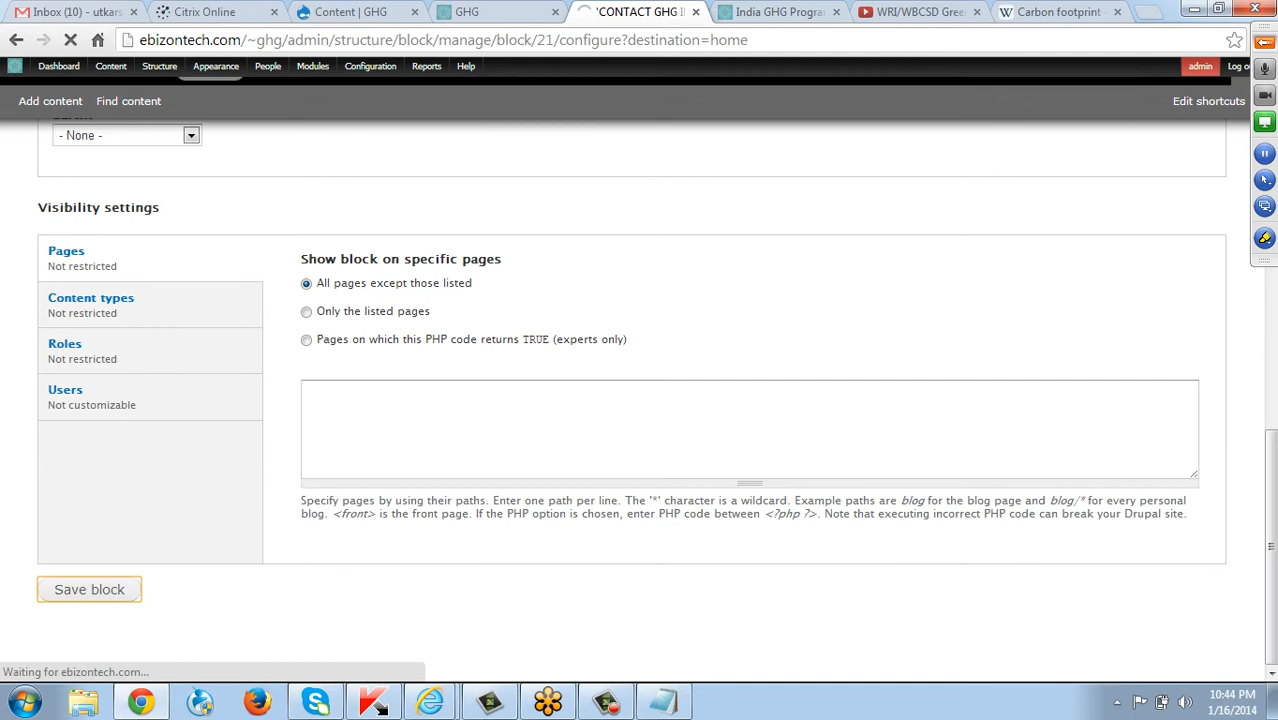 Inbox (10) - utkars
Citrix Online
Content | GHG
GHG
'CONTACT GHG I
India GHG Progra
WRI/WBCSD Gree
Carbon footprint -
ebizontech.com/~ghg/admin/structure/block/manage/block/21/configure?destination=home
Dashboard Content Structure Appearance People Modules Configuration Reports Help admin Log o
Add content Find content Edit shortcuts
- None -
Visibility settings
Pages
Not restricted
Content types
Not restricted
Roles
Not restricted
Users
Not customizable
Show block on specific pages
All pages except those listed
Only the listed pages
Pages on which this PHP code returns TRUE (experts only)
Specify pages by using their paths. Enter one path per line. The '*' character is a wildcard. Example paths are blog for the blog page and blog/* for every personal
blog. <front> is the front page. If the PHP option is chosen, enter PHP code between <?php ?>. Note that executing incorrect PHP code can break your Drupal site.
Save block
Waiting for ebizontech.com...
10:44 PM
1/16/2014